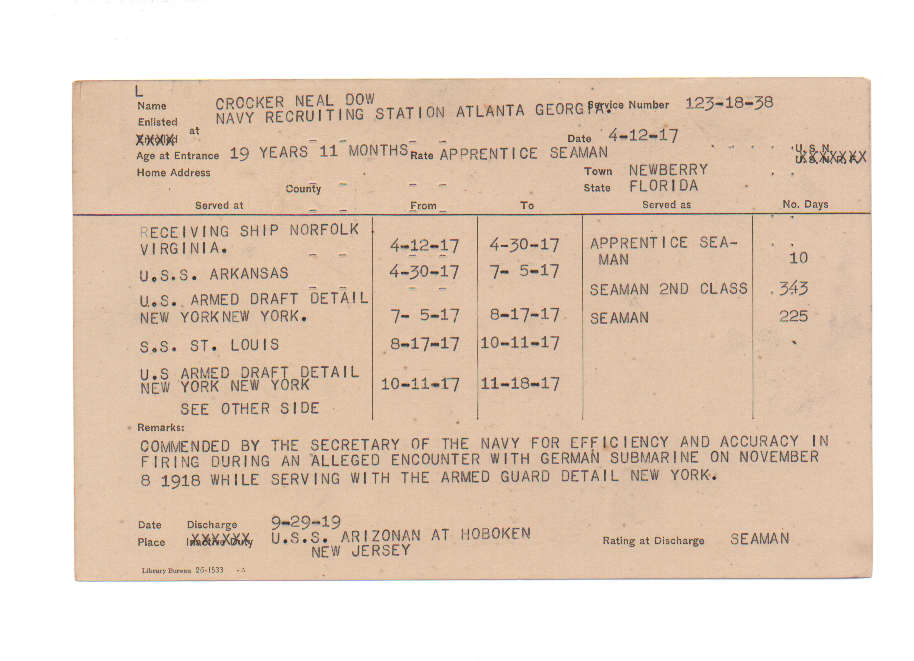 L
Name CROCKER NEAL DOW
Enlisted at NAVY RECRUITING STATION ATLANTA GEORGIA. Service Number 123-18-38
Date 4-12-17
Age at Entrance 19 YEARS 11 MONTHS Rate APPRENTICE SEAMAN U.S.N.
Home Address Town NEWBERRY
County State FLORIDA
Served at From To Served as No. Days
RECEIVING SHIP NORFOLK
VIRGINIA. 4-12-17 4-30-17 APPRENTICE SEA-
MAN 10
U.S.S. ARKANSAS 4-30-17 7- 5-17
SEAMAN 2ND CLASS 343
U.S. ARMED DRAFT DETAIL
NEW YORKNEW YORK. 7- 5-17 8-17-17 SEAMAN 225
S.S. ST. LOUIS 8-17-17 10-11-17
U.S ARMED DRAFT DETAIL
NEW YORK NEW YORK 10-11-17 11-18-17
SEE OTHER SIDE
Remarks:
COMMENDED BY THE SECRETARY OF THE NAVY FOR EFFICIENCY AND ACCURACY IN
FIRING DURING AN ALLEGED ENCOUNTER WITH GERMAN SUBMARINE ON NOVEMBER
8 1918 WHILE SERVING WITH THE ARMED GUARD DETAIL NEW YORK.
Date Discharge 9-29-19
Place Inactive Duty U.S.S. ARIZONAN AT HOBOKEN Rating at Discharge SEAMAN
NEW JERSEY
Library Bureau 26-1533